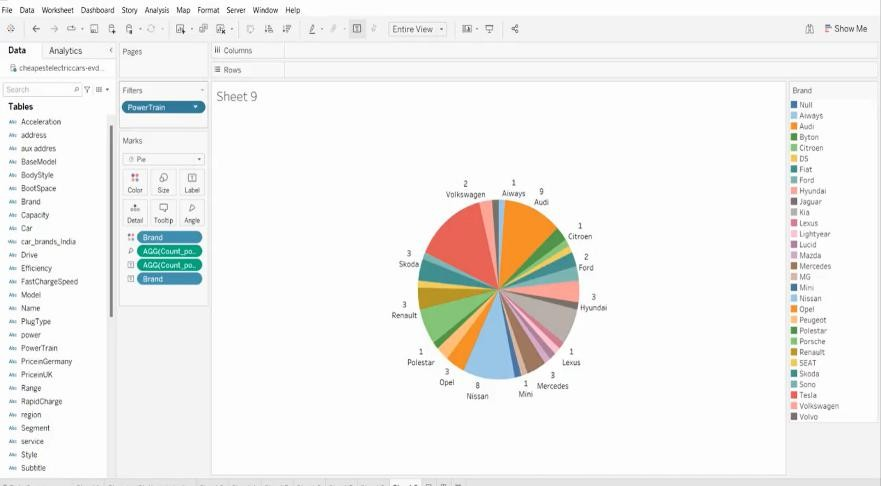 File Data Worksheet Dashboard Story Analysis Map Format Server Window Help
Entire View
Show Me
Data Analytics
cheapestelectriccars-evd...
Search
Tables
Acceleration
address
aux addres
BaseModel
BodyStyle
BootSpace
Brand
Capacity
Car
car_brands_India
Drive
Efficiency
FastChargeSpeed
Model
Name
PlugType
power
PowerTrain
PriceinGermany
PriceinUK
Range
RapidCharge
region
Segment
service
Style
Subtitle
Pages
Filters
PowerTrain
Marks
Pie
Color Size Label
Detail Tooltip Angle
Brand
AGG(Count_po...
AGG(Count_po...
Brand
Columns
Rows
Sheet 9
2
Volkswagen
1
Aiways
9
Audi
1
Citroen
2
Ford
3
Hyundai
1
Lexus
3
Mercedes
1
Mini
8
Nissan
3
Opel
1
Polestar
3
Renault
3
Skoda
Brand
Null
Aiways
Audi
Byton
Citroen
DS
Fiat
Ford
Hyundai
Jaguar
Kia
Lexus
Lightyear
Lucid
Mazda
Mercedes
MG
Mini
Nissan
Opel
Peugeot
Polestar
Porsche
Renault
SEAT
Skoda
Sono
Tesla
Volkswagen
Volvo